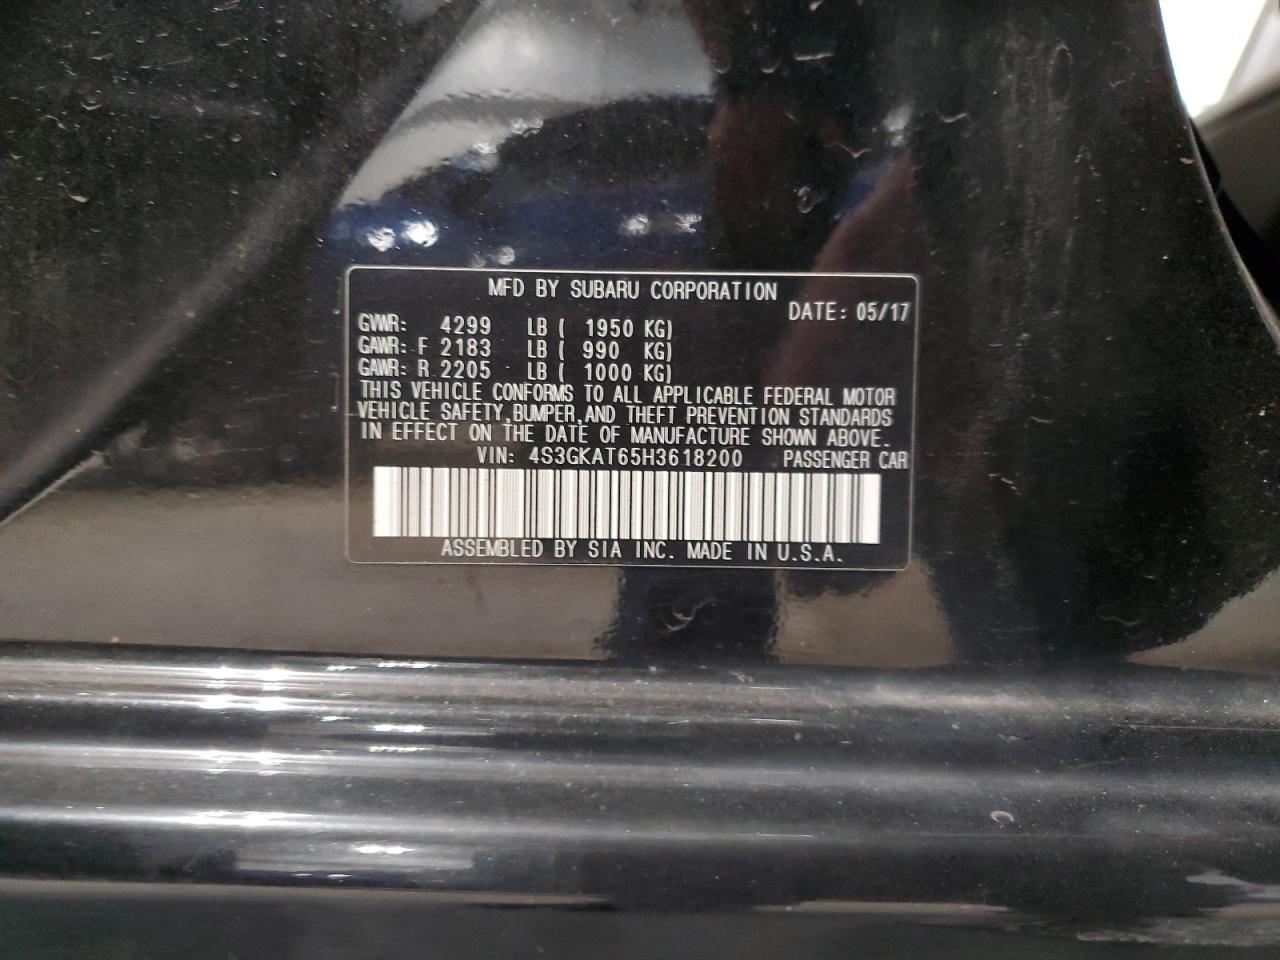 MFD BY SUBARU CORPORATION
DATE: 05/17
GVWR: 4299 LB ( 1950 KG)
GAWR: F 2183 LB ( 990 KG)
GAWR: R 2205 LB ( 1000 KG)
THIS VEHICLE CONFORMS TO ALL APPLICABLE FEDERAL MOTOR
VEHICLE SAFETY,BUMPER,AND THEFT PREVENTION STANDARDS
IN EFFECT ON THE DATE OF MANUFACTURE SHOWN ABOVE.
VIN: 4S3GKAT65H3618200 PASSENGER CAR
ASSEMBLED BY SIA INC. MADE IN U.S.A.